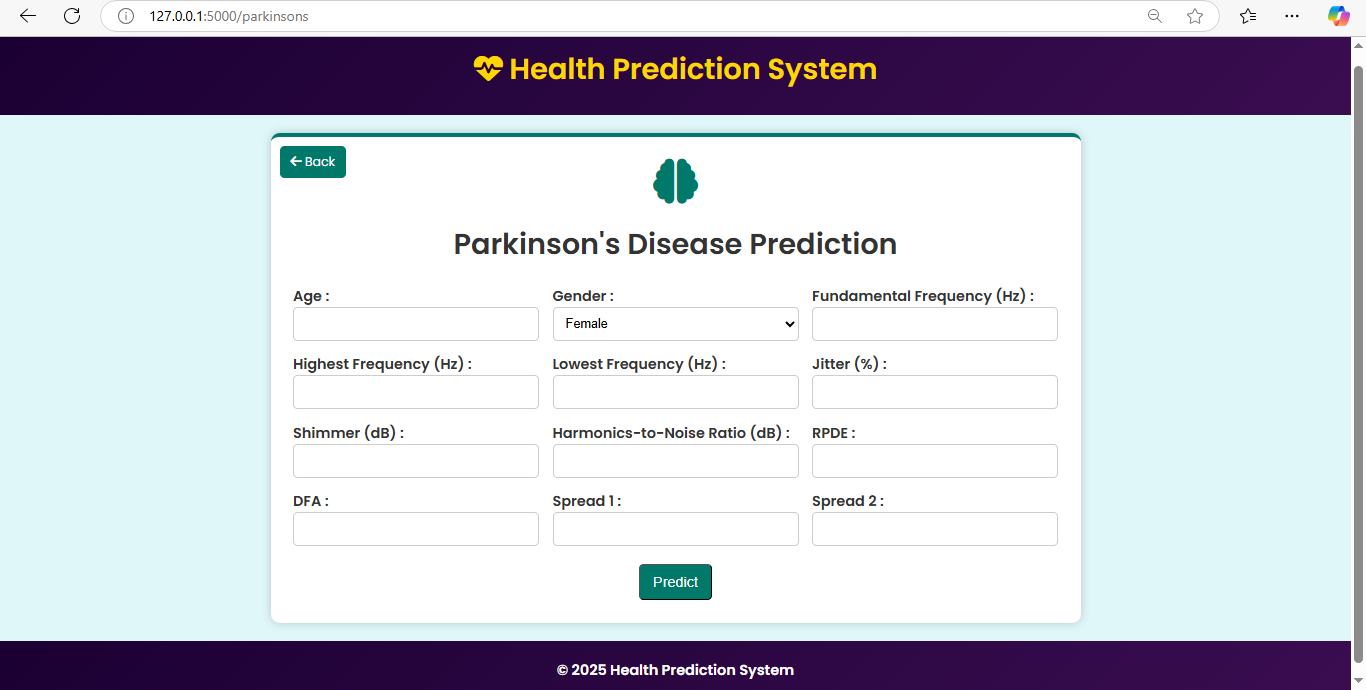 127.0.0.1:5000/parkinsons
Health Prediction System
Back
Parkinson's Disease Prediction
Age :
Gender :
Fundamental Frequency (Hz) :
Female
Highest Frequency (Hz) :
Lowest Frequency (Hz) :
Jitter (%) :
Shimmer (dB) :
Harmonics-to-Noise Ratio (dB) :
RPDE :
DFA :
Spread 1 :
Spread 2 :
Predict
© 2025 Health Prediction System